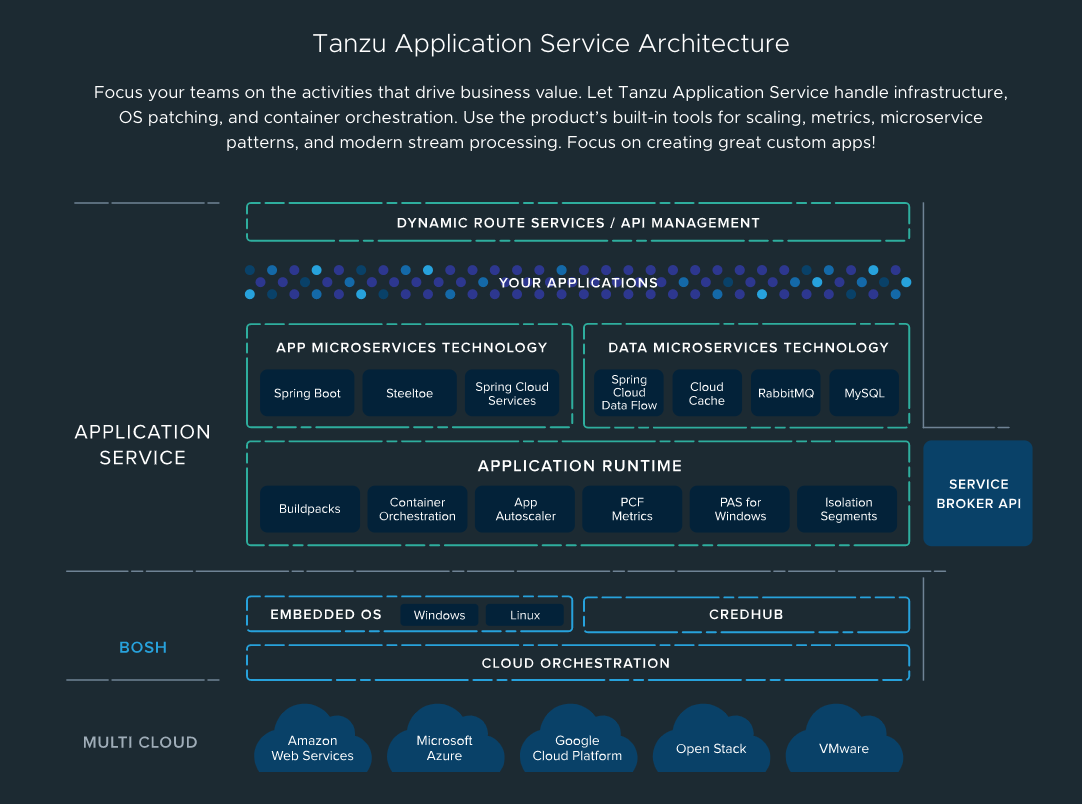 Tanzu Application Service Architecture
Focus your teams on the activities that drive business value. Let Tanzu Application Service handle infrastructure,
OS patching, and container orchestration. Use the product’s built-in tools for scaling, metrics, microservice
patterns, and modern stream processing. Focus on creating great custom apps!
DYNAMIC ROUTE SERVICES / API MANAGEMENT
YOUR APPLICATIONS
APP MICROSERVICES TECHNOLOGY
Spring Boot
Steeltoe
Spring Cloud
Services
DATA MICROSERVICES TECHNOLOGY
Spring
Cloud
Data Flow
Cloud
Cache
RabbitMQ
MySQL
APPLICATION
SERVICE
APPLICATION RUNTIME
Buildpacks
Container
Orchestration
App
Autoscaler
PCF
Metrics
PAS for
Windows
Isolation
Segments
SERVICE
BROKER API
BOSH
EMBEDDED OS
Windows
Linux
CREDHUB
CLOUD ORCHESTRATION
MULTI CLOUD
Amazon
Web Services
Microsoft
Azure
Google
Cloud Platform
Open Stack
VMware